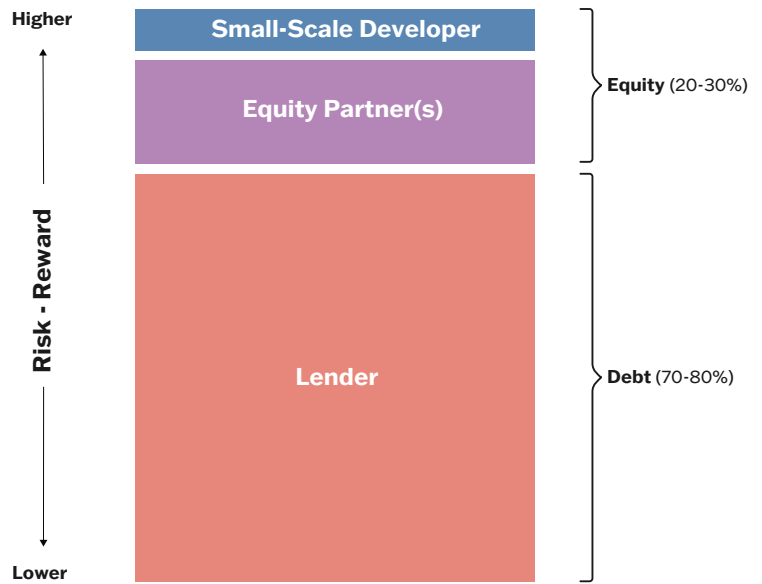 Higher
Small-Scale Developer
Equity Partner(s)
Equity (20-30%)
Risk - Reward
Lender
Debt (70-80%)
Lower